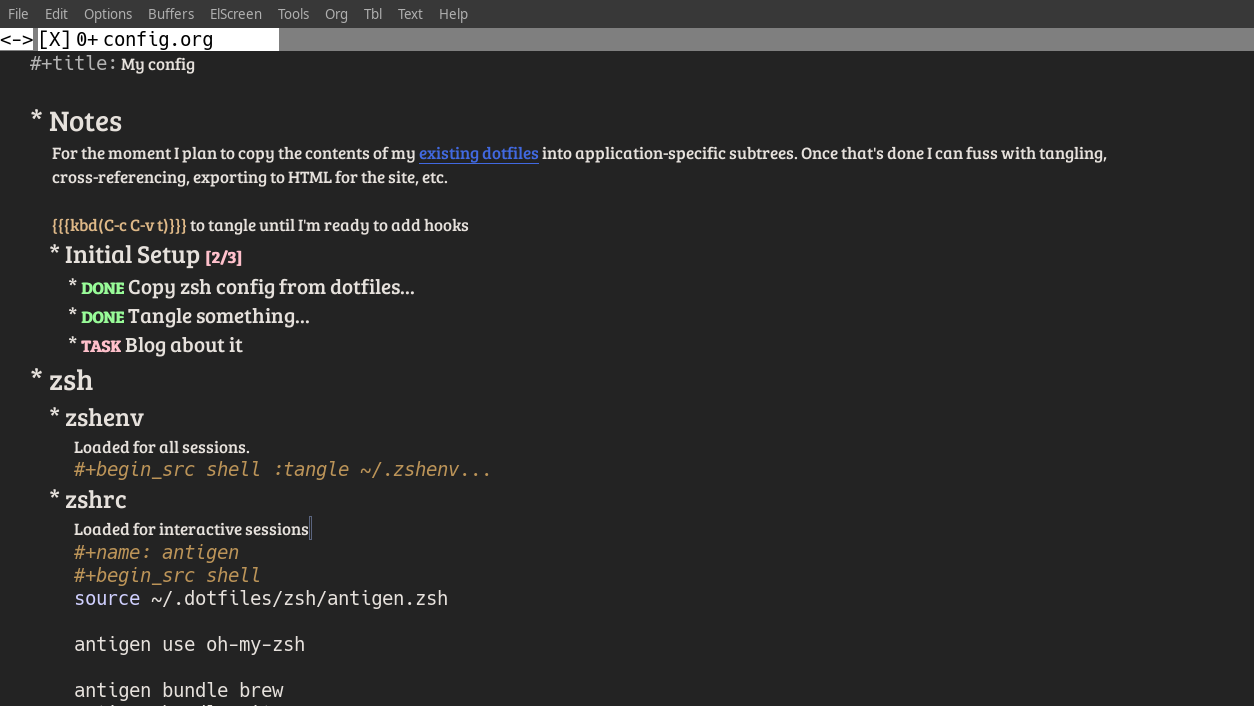 File Edit Options Buffers ElScreen Tools Org Tbl Text Help
<-> [X] 0+ config.org
#+title: My config
* Notes
For the moment I plan to copy the contents of my existing dotfiles into application-specific subtrees. Once that's done I can fuss with tangling,
cross-referencing, exporting to HTML for the site, etc.
{{{kbd(C-c C-v t)}}} to tangle until I'm ready to add hooks
* Initial Setup [2/3]
* DONE Copy zsh config from dotfiles...
* DONE Tangle something...
* TASK Blog about it
* zsh
* zshenv
Loaded for all sessions.
#+begin_src shell :tangle ~/.zshenv...
* zshrc
Loaded for interactive sessions
#+name: antigen
#+begin_src shell
source ~/.dotfiles/zsh/antigen.zsh
antigen use oh-my-zsh
antigen bundle brew